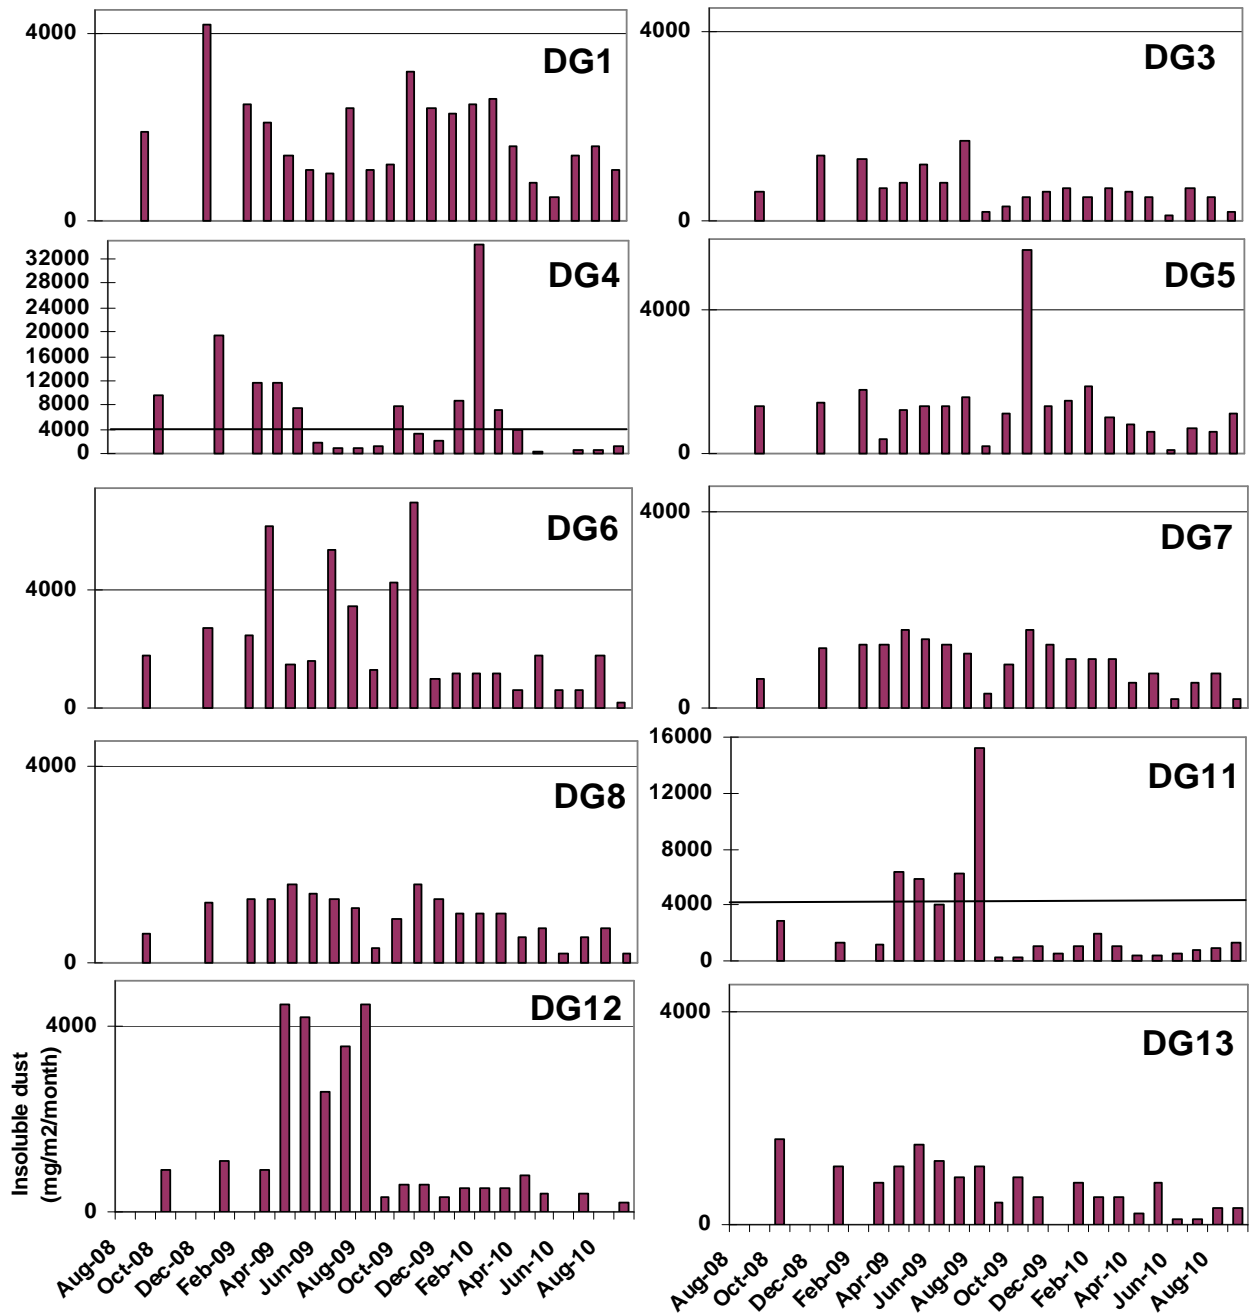 4000
0
DG1
4000
0
DG3
32000
28000
24000
20000
16000
12000
8000
4000
0
DG4
4000
0
DG5
4000
0
DG6
4000
0
DG7
4000
0
DG8
16000
12000
8000
4000
0
DG11
Insoluble dust
(mg/m2/month)
4000
0
DG12
Aug-08
Oct-08
Dec-08
Feb-09
Apr-09
Jun-09
Aug-09
Oct-09
Dec-09
Feb-10
Apr-10
Jun-10
Aug-10
4000
0
DG13
Aug-08
Oct-08
Dec-08
Feb-09
Apr-09
Jun-09
Aug-09
Oct-09
Dec-09
Feb-10
Apr-10
Jun-10
Aug-10